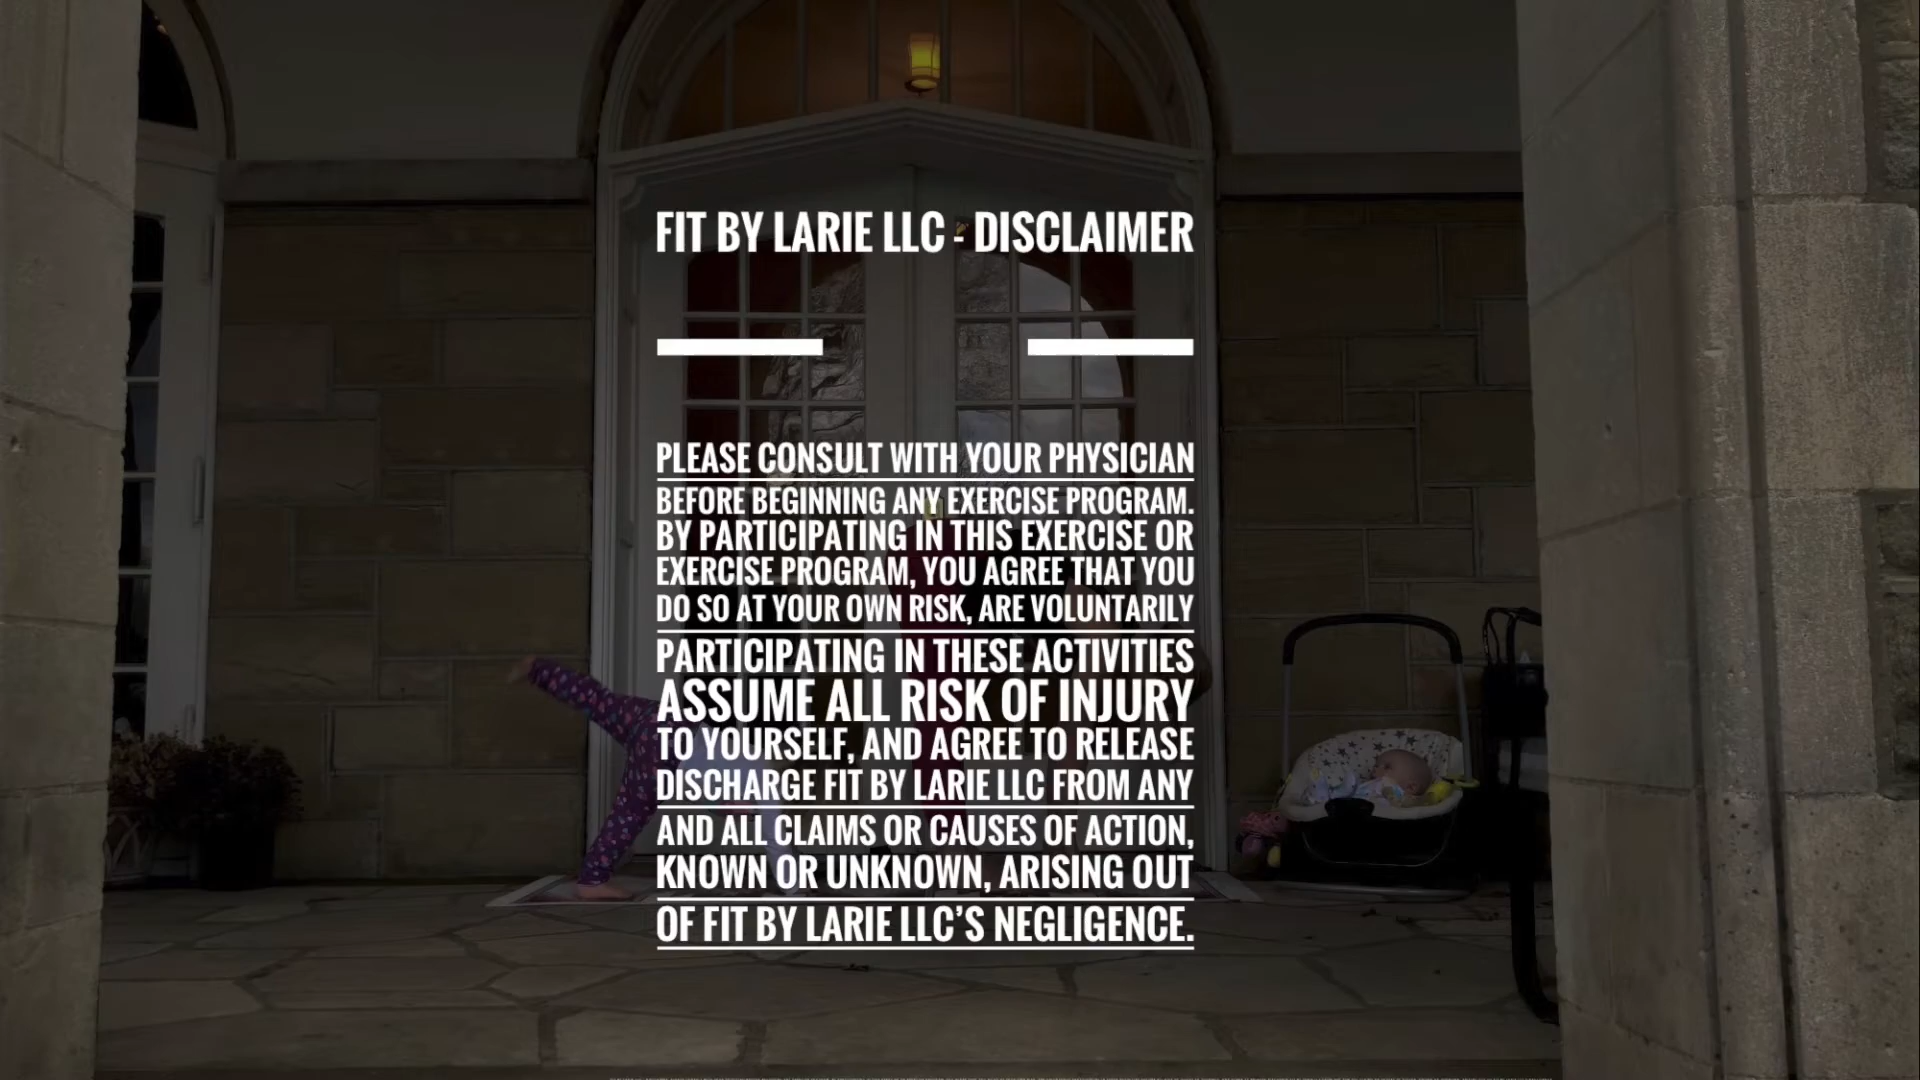 FIT BY LARIE LLC - DISCLAIMER
PLEASE CONSULT WITH YOUR PHYSICIAN
BEFORE BEGINNING ANY EXERCISE PROGRAM.
BY PARTICIPATING IN THIS EXERCISE OR
EXERCISE PROGRAM, YOU AGREE THAT YOU
DO SO AT YOUR OWN RISK, ARE VOLUNTARILY
PARTICIPATING IN THESE ACTIVITIES
ASSUME ALL RISK OF INJURY
TO YOURSELF, AND AGREE TO RELEASE
DISCHARGE FIT BY LARIE LLC FROM ANY
AND ALL CLAIMS OR CAUSES OF ACTION,
KNOWN OR UNKNOWN, ARISING OUT
OF FIT BY LARIE LLC’S NEGLIGENCE.